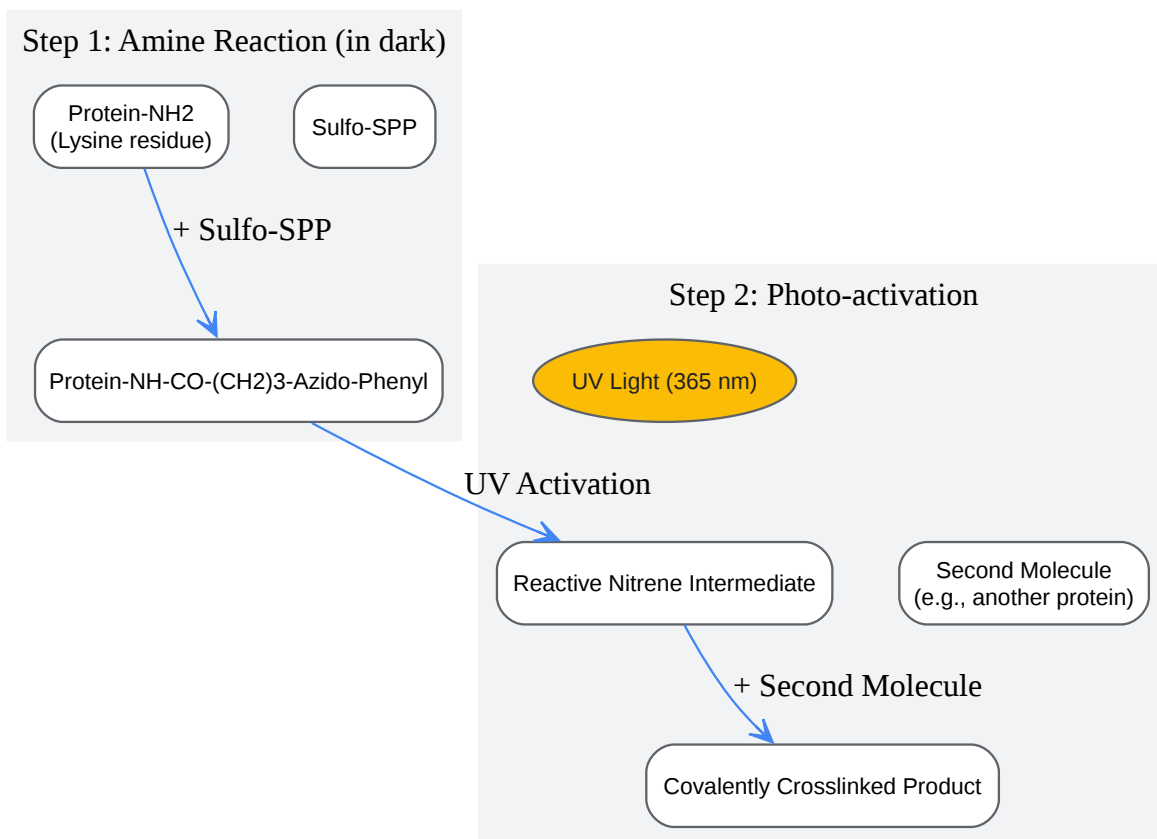 Step 1: Amine Reaction (in dark)
Protein-NH2
(Lysine residue)
Sulfo-SPP
+ Sulfo-SPP
Protein-NH-CO-(CH2)3-Azido-Phenyl
Step 2: Photo-activation
UV Light (365 nm)
UV Activation
Reactive Nitrene Intermediate
Second Molecule
(e.g., another protein)
+ Second Molecule
Covalently Crosslinked Product